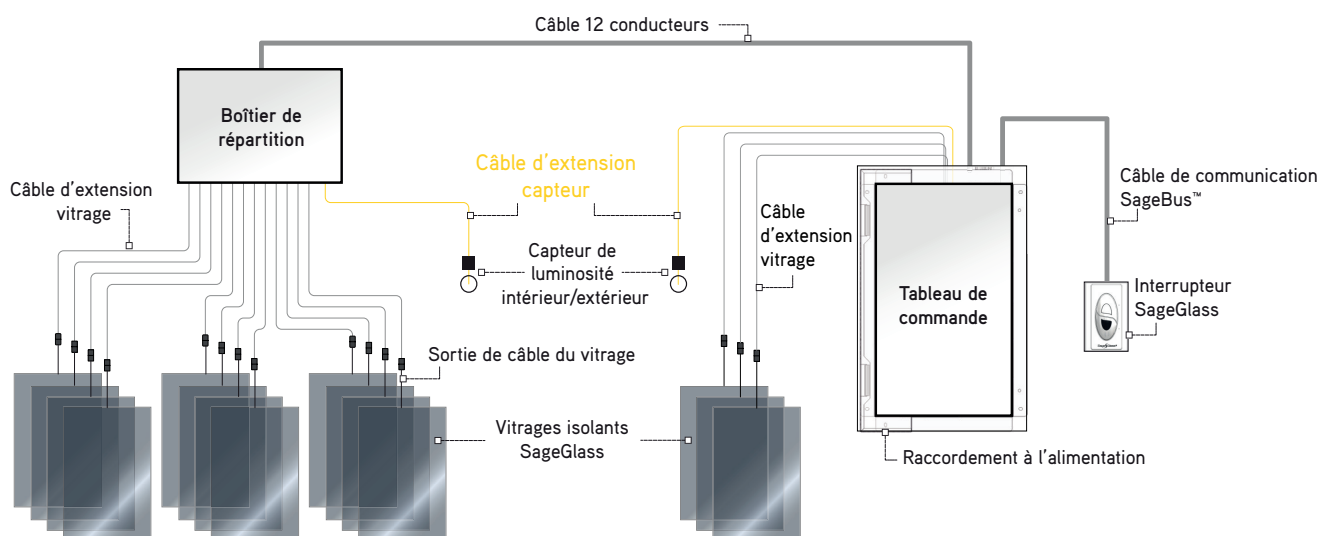 Câble 12 conducteurs
Boîtier de
répartition
Câble d'extension
vitrage
Câble d'extension
capteur
Capteur de
luminosité
intérieur/extérieur
Câble
d'extension
vitrage
Tableau de
commande
Câble de communication
SageBus™
Interrupteur
SageGlass
Sortie de câble du vitrage
Vitrages isolants
SageGlass
Raccordement à l'alimentation